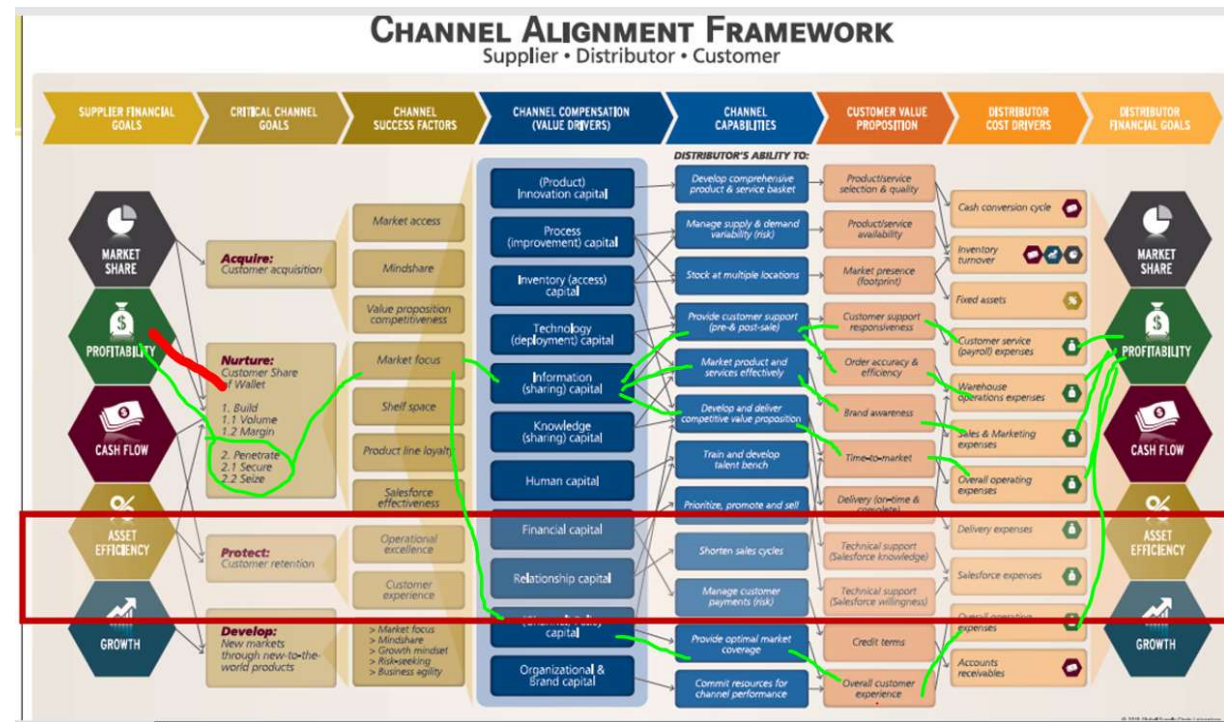 CHANNEL ALIGNMENT FRAMEWORK
Supplier • Distributor • Customer
SUPPLIER FINANCIAL
GOALS
CRITICAL CHANNEL
GOALS
CHANNEL
SUCCESS FACTORS
CHANNEL COMPENSATION
(VALUE DRIVERS)
CHANNEL
CAPABILITIES
CUSTOMER VALUE
PROPOSITION
DISTRIBUTOR
COST DRIVERS
DISTRIBUTOR
FINANCIAL GOALS
MARKET
SHARE
PROFITABILITY
CASH FLOW
ASSET
EFFICIENCY
GROWTH
Acquire:
Customer acquisition
Nurture:
Customer Share
of Wallet
1. Build
1.1 Volume
1.2 Margin
2. Penetrate
2.1 Secure
2.2 Seize
Protect:
Customer retention
Develop:
New markets
through new-to-the-
world products
Market access
Mindshare
Value proposition
competitiveness
Market focus
Shelf space
Product line loyalty
Salesforce
effectiveness
Operational
excellence
Customer
experience
> Market focus
> Mindshare
> Growth mindset
> Risk-seeking
> Business agility
(Product)
Innovation capital
Process
(improvement) capital
Inventory (access)
capital
Technology
(deployment) capital
Information
(sharing) capital
Knowledge
(sharing) capital
Human capital
Financial capital
Relationship capital
(Channel) Policy
capital
Organizational &
Brand capital
DISTRIBUTOR'S ABILITY TO:
Develop comprehensive
product & service basket
Manage supply & demand
variability (risk)
Stock at multiple locations
Provide customer support
(pre-& post-sale)
Market product and
services effectively
Develop and deliver
competitive value proposition
Train and develop
talent bench
Prioritize, promote and sell
Shorten sales cycles
Manage customer
payments (risk)
Provide optimal market
coverage
Commit resources for
channel performance
Product/service
selection & quality
Product/service
availability
Market presence
(footprint)
Customer support
responsiveness
Order accuracy &
efficiency
Brand awareness
Time-to-market
Delivery (on-time &
complete)
Technical support
(Salesforce knowledge)
Technical support
(Salesforce willingness)
Credit terms
Overall customer
experience
Cash conversion cycle
Inventory
turnover
Fixed assets
Customer service
(payroll) expenses
Warehouse
operations expenses
Sales & Marketing
expenses
Overall operating
expenses
Delivery expenses
Salesforce expenses
Overall operating
expenses
Accounts
receivables
MARKET
SHARE
PROFITABILITY
CASH FLOW
ASSET
EFFICIENCY
GROWTH